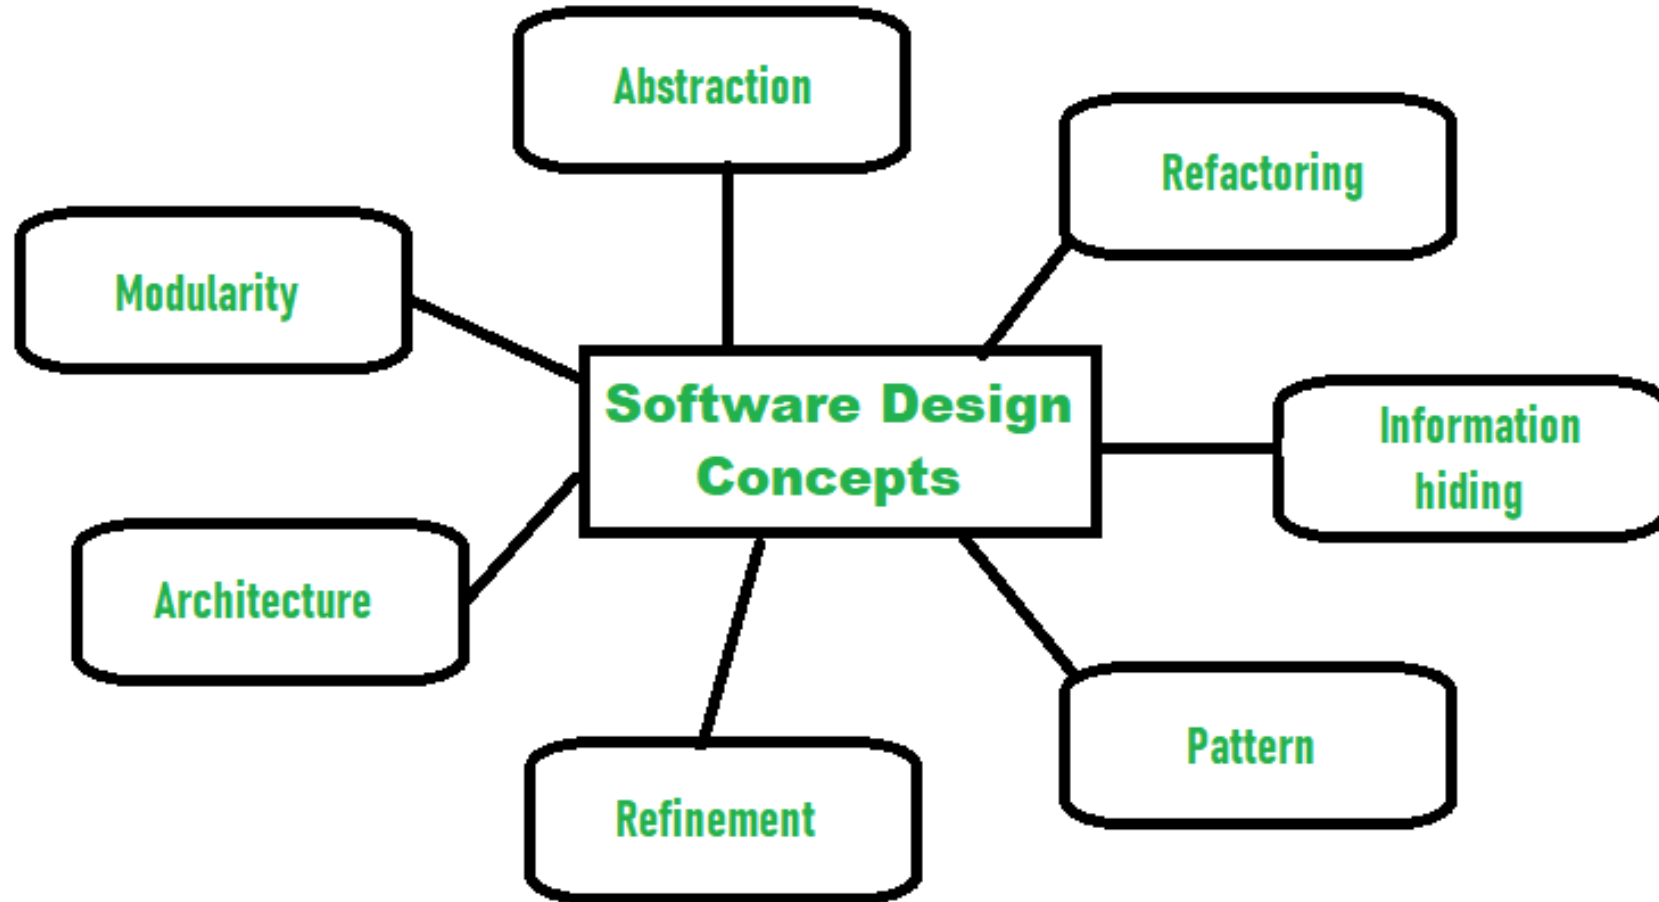 Abstraction
Refactoring
Modularity
Software Design
Concepts
Information
hiding
Architecture
Pattern
Refinement